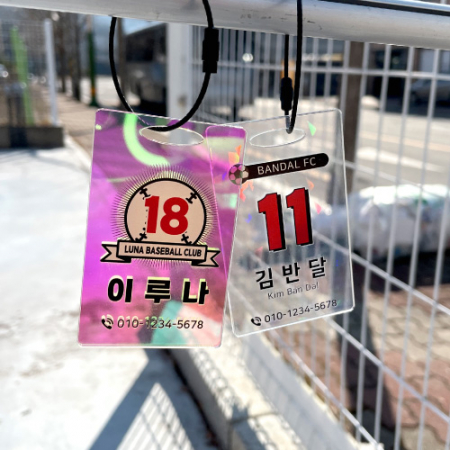 18
LUNA BASEBALL CLUB
이루나
010-1234-5678
BANDAL FC
11
김반달
Kim Ban Dal
010-1234-5678